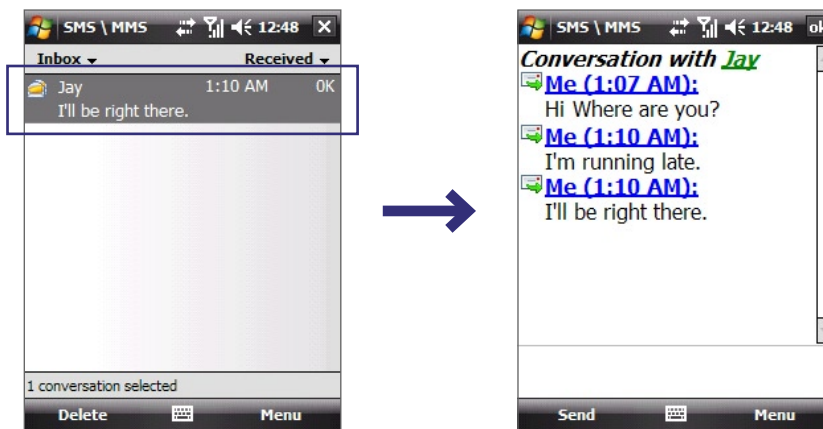 SMS \ MMS 12:48
Inbox Received
Jay 1:10 AM 0K
I'll be right there.
1 conversation selected
Delete Menu
SMS \ MMS 12:48 ok
Conversation with Jay
Me (1:07 AM):
Hi Where are you?
Me (1:10 AM):
I'm running late.
Me (1:10 AM):
I'll be right there.
Send Menu